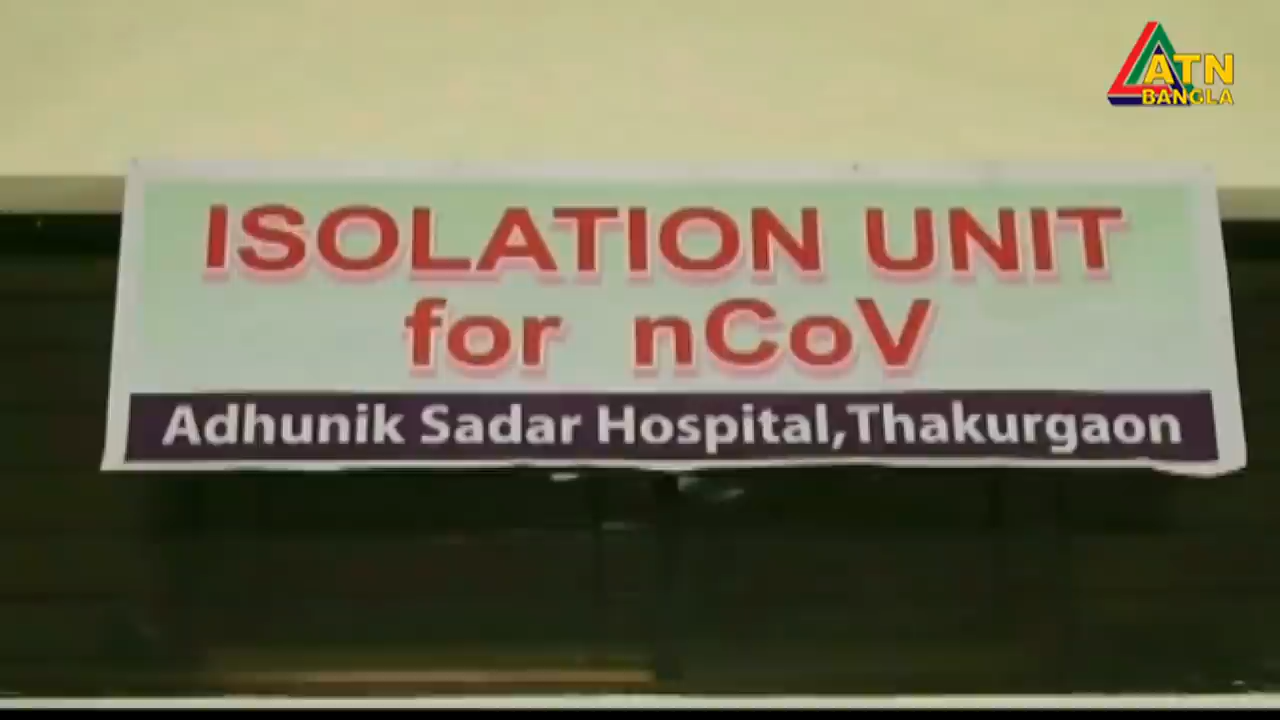 ATN
BANGLA
ISOLATION UNIT
for nCoV
Adhunik Sadar Hospital,Thakurgaon